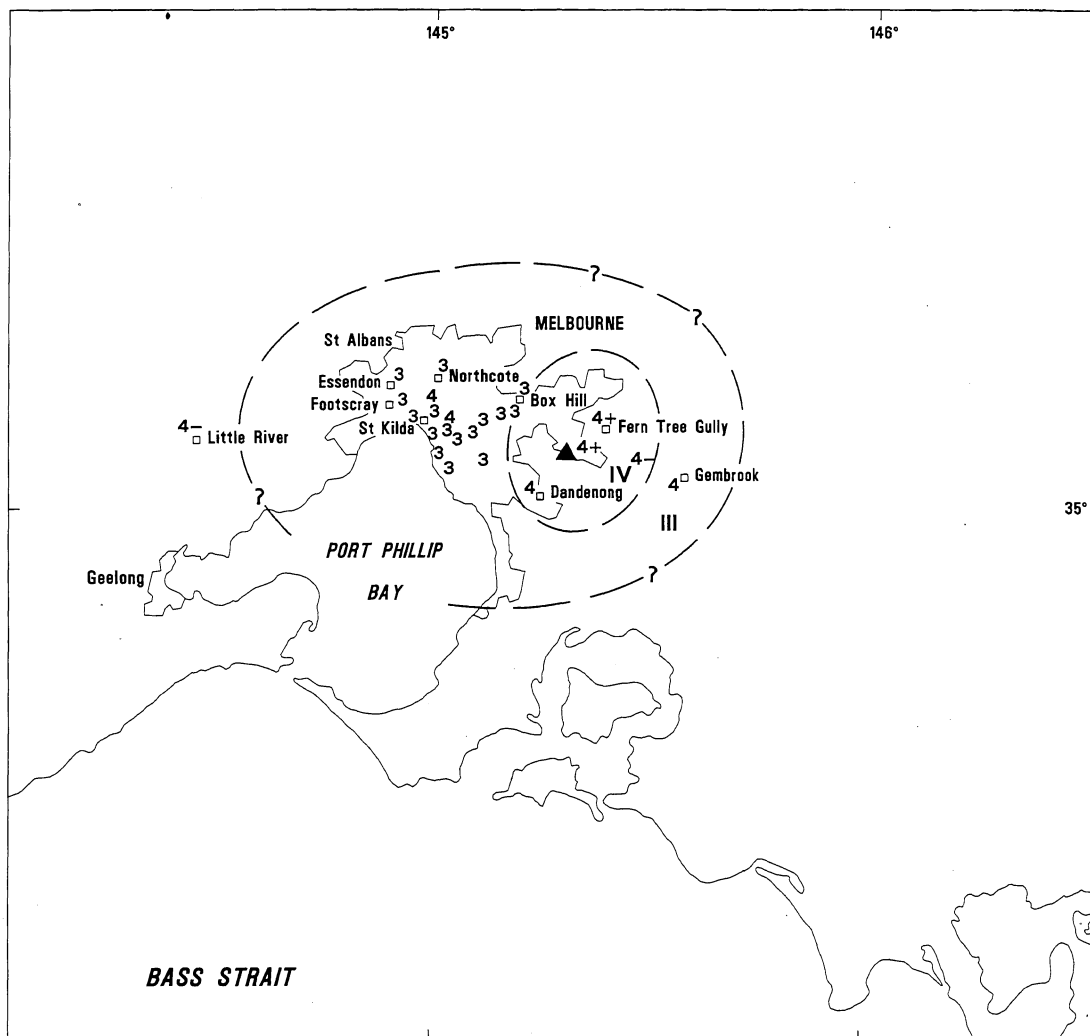 145°
146°
?
?
MELBOURNE
St Albans
3
3
Northcote
Essendon
3
3
4
Box Hill
Footscray
3
3
3
4
3
3
3
St Kilda
4+
Fern Tree Gully
3
3
3
3
4-
Little River
4+
3
3
3
4-
IV
Gembrook
4
4
Dandenong
?
III
35°
PORT PHILLIP
BAY
?
Geelong
BASS STRAIT